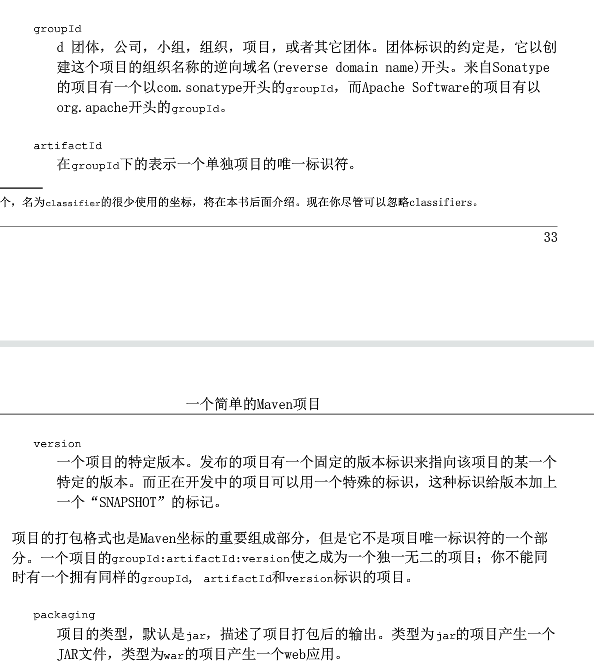 groupId
d 团体，公司，小组，组织，项目，或者其它团体。团体标识的约定是，它以创
建这个项目的组织名称的逆向域名(reverse domain name)开头。来自Sonatype
的项目有一个以com.sonatype开头的groupId，而Apache Software的项目有以
org.apache开头的groupId。
artifactId
在groupId下的表示一个单独项目的唯一标识符。
个，名为classifier的很少使用的坐标，将在本书后面介绍。现在你尽管可以忽略classifiers。
33
一个简单的Maven项目
version
一个项目的特定版本。发布的项目有一个固定的版本标识来指向该项目的某一个
特定的版本。而正在开发中的项目可以用一个特殊的标识，这种标识给版本加上
一个“SNAPSHOT”的标记。
项目的打包格式也是Maven坐标的重要组成部分，但是它不是项目唯一标识符的一个部
分。一个项目的groupId:artifactId:version使之成为一个独一无二的项目；你不能同
时有一个拥有同样的groupId, artifactId和version标识的项目。
packaging
项目的类型，默认是jar，描述了项目打包后的输出。类型为jar的项目产生一个
JAR文件，类型为war的项目产生一个web应用。